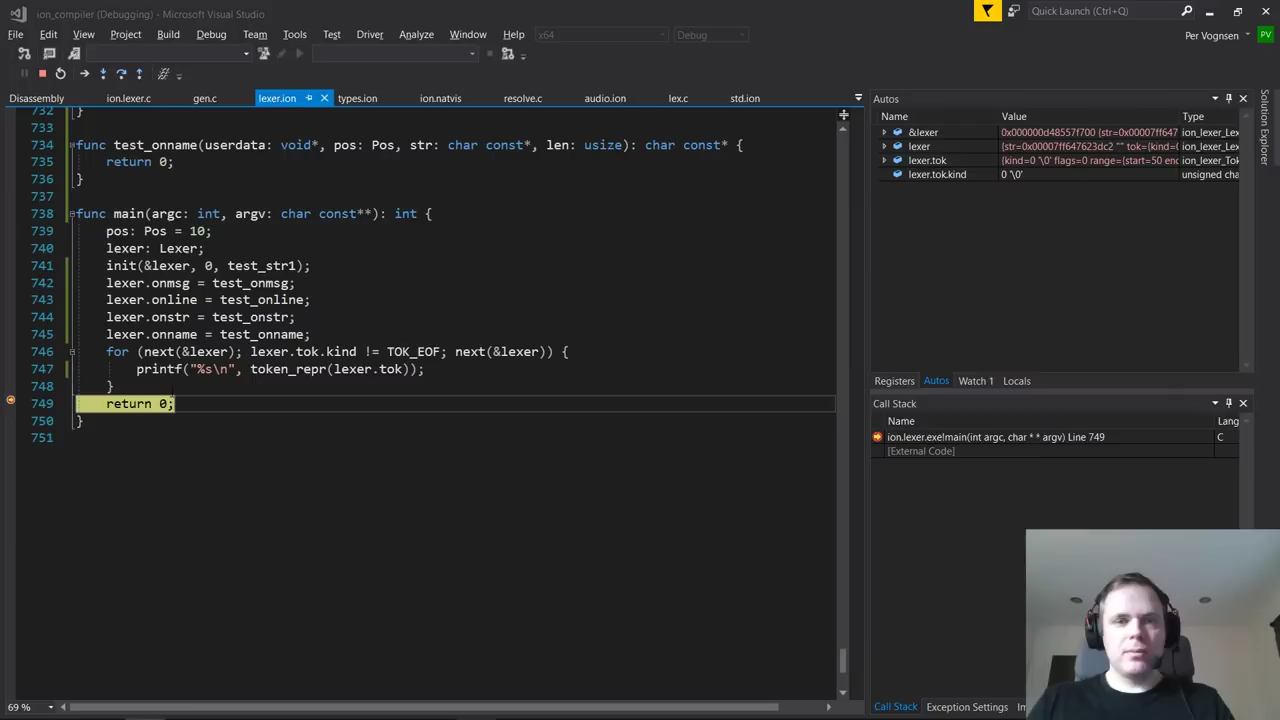 ion_compiler (Debugging) - Microsoft Visual Studio
Quick Launch (Ctrl+Q)
File Edit View Project Build Debug Team Tools Test Driver Analyze Window Help x64 Debug
Per Vognsen PV
Disassembly ion.lexer.c gen.c lexer.ion types.ion ion.natvis resolve.c audio.ion lex.c std.ion
732 }
733
734 func test_onname(userdata: void*, pos: Pos, str: char const*, len: usize): char const* {
735 return 0;
736 }
737
738 func main(argc: int, argv: char const**): int {
739 pos: Pos = 10;
740 lexer: Lexer;
741 init(&lexer, 0, test_str1);
742 lexer.onmsg = test_onmsg;
743 lexer.online = test_online;
744 lexer.onstr = test_onstr;
745 lexer.onname = test_onname;
746 for (next(&lexer); lexer.tok.kind != TOK_EOF; next(&lexer)) {
747 printf("%s\n", token_repr(lexer.tok));
748 }
749 return 0;
750 }
751
69 %
Autos
Name Value Type
&lexer 0x000000d48557f700 {str=0x00007ff647 ion_lexer_Lex
lexer {str=0x00007ff647623dc2 "" tok={kind=0 ion_lexer_Lex
lexer.tok {kind=0 '\0' flags=0 range={start=50 end ion_lexer_Tok
lexer.tok.kind 0 '\0' unsigned cha
Registers Autos Watch 1 Locals
Call Stack
Name Lang
ion.lexer.exe!main(int argc, char * * argv) Line 749 C
[External Code]
Call Stack Exception Settings
Solution Explorer